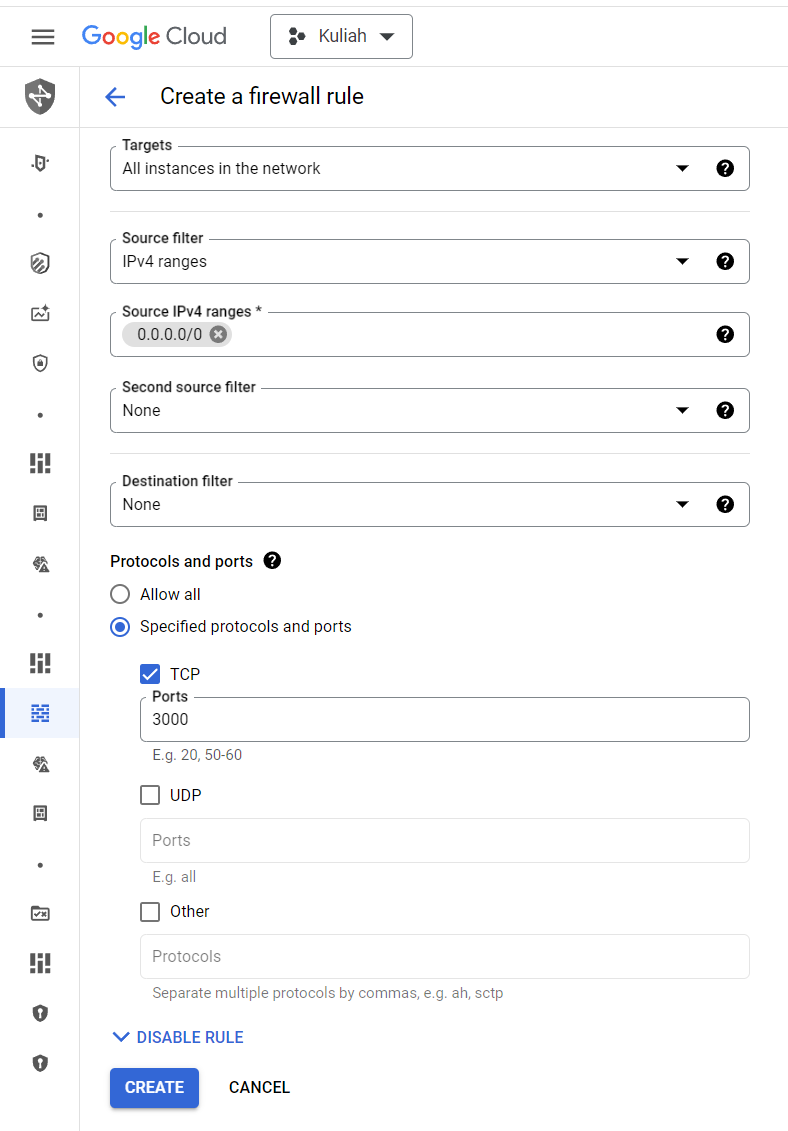 Google Cloud
Kuliah
Create a firewall rule
Targets
All instances in the network
Source filter
IPv4 ranges
Source IPv4 ranges *
0.0.0.0/0
Second source filter
None
Destination filter
None
Protocols and ports
Allow all
Specified protocols and ports
TCP
Ports
3000
E.g. 20, 50-60
UDP
Ports
E.g. all
Other
Protocols
Separate multiple protocols by commas, e.g. ah, sctp
DISABLE RULE
CREATE CANCEL